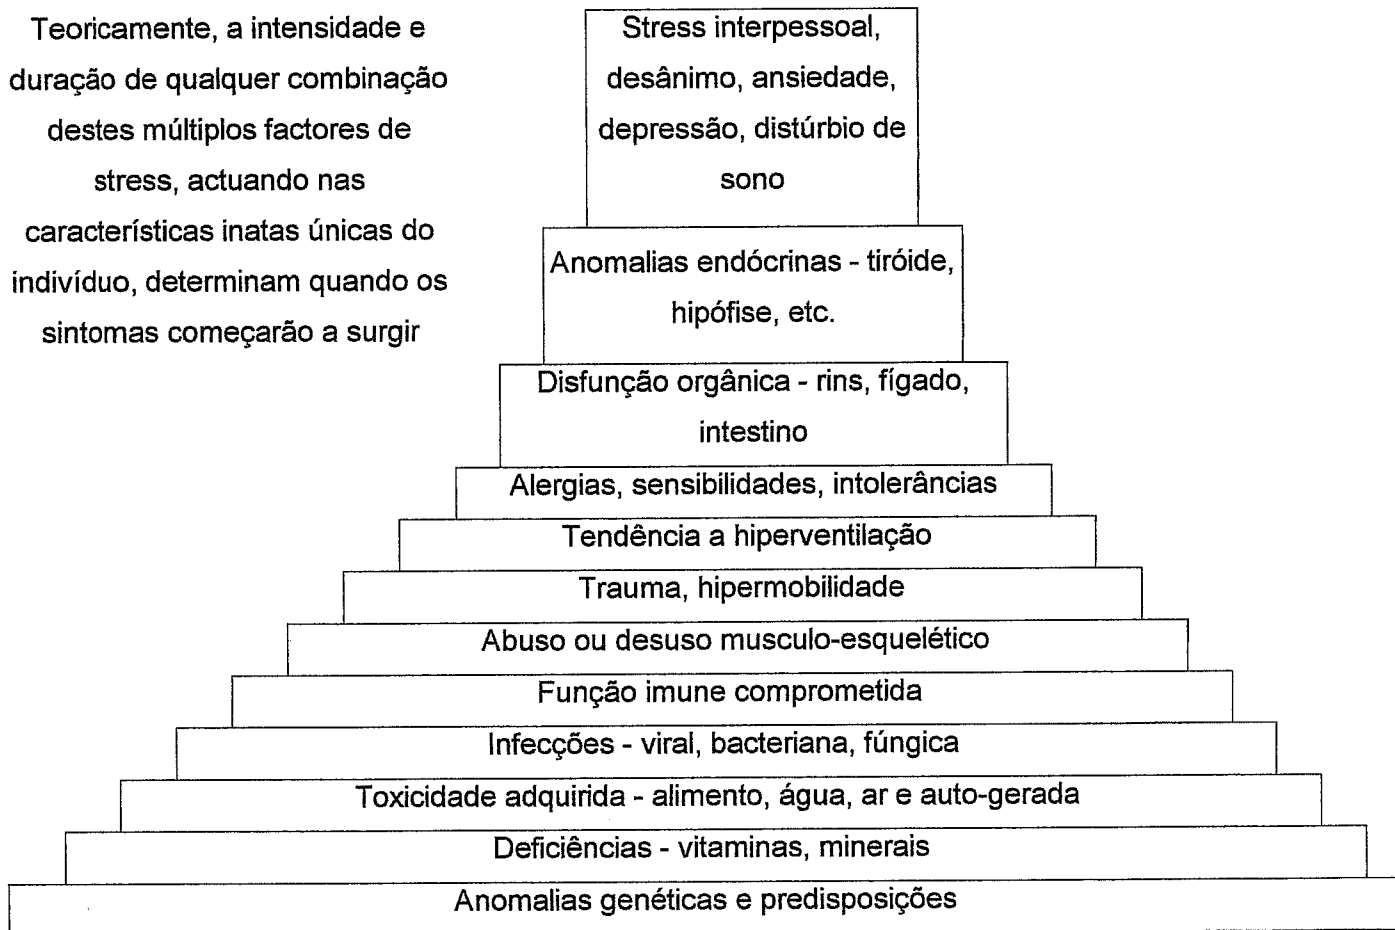 Teoricamente, a intensidade e
duração de qualquer combinação
destes múltiplos factores de
stress, actuando nas
características inatas únicas do
indivíduo, determinam quando os
sintomas começarão a surgir
Stress interpessoal,
desânimo, ansiedade,
depressão, distúrbio de
sono
Anomalias endócrinas - tiróide,
hipófise, etc.
Disfunção orgânica - rins, fígado,
intestino
Alergias, sensibilidades, intolerâncias
Tendência a hiperventilação
Trauma, hipermobilidade
Abuso ou desuso musculo-esquelético
Função imune comprometida
Infecções - viral, bacteriana, fúngica
Toxicidade adquirida - alimento, água, ar e auto-gerada
Deficiências - vitaminas, minerais
Anomalias genéticas e predisposições